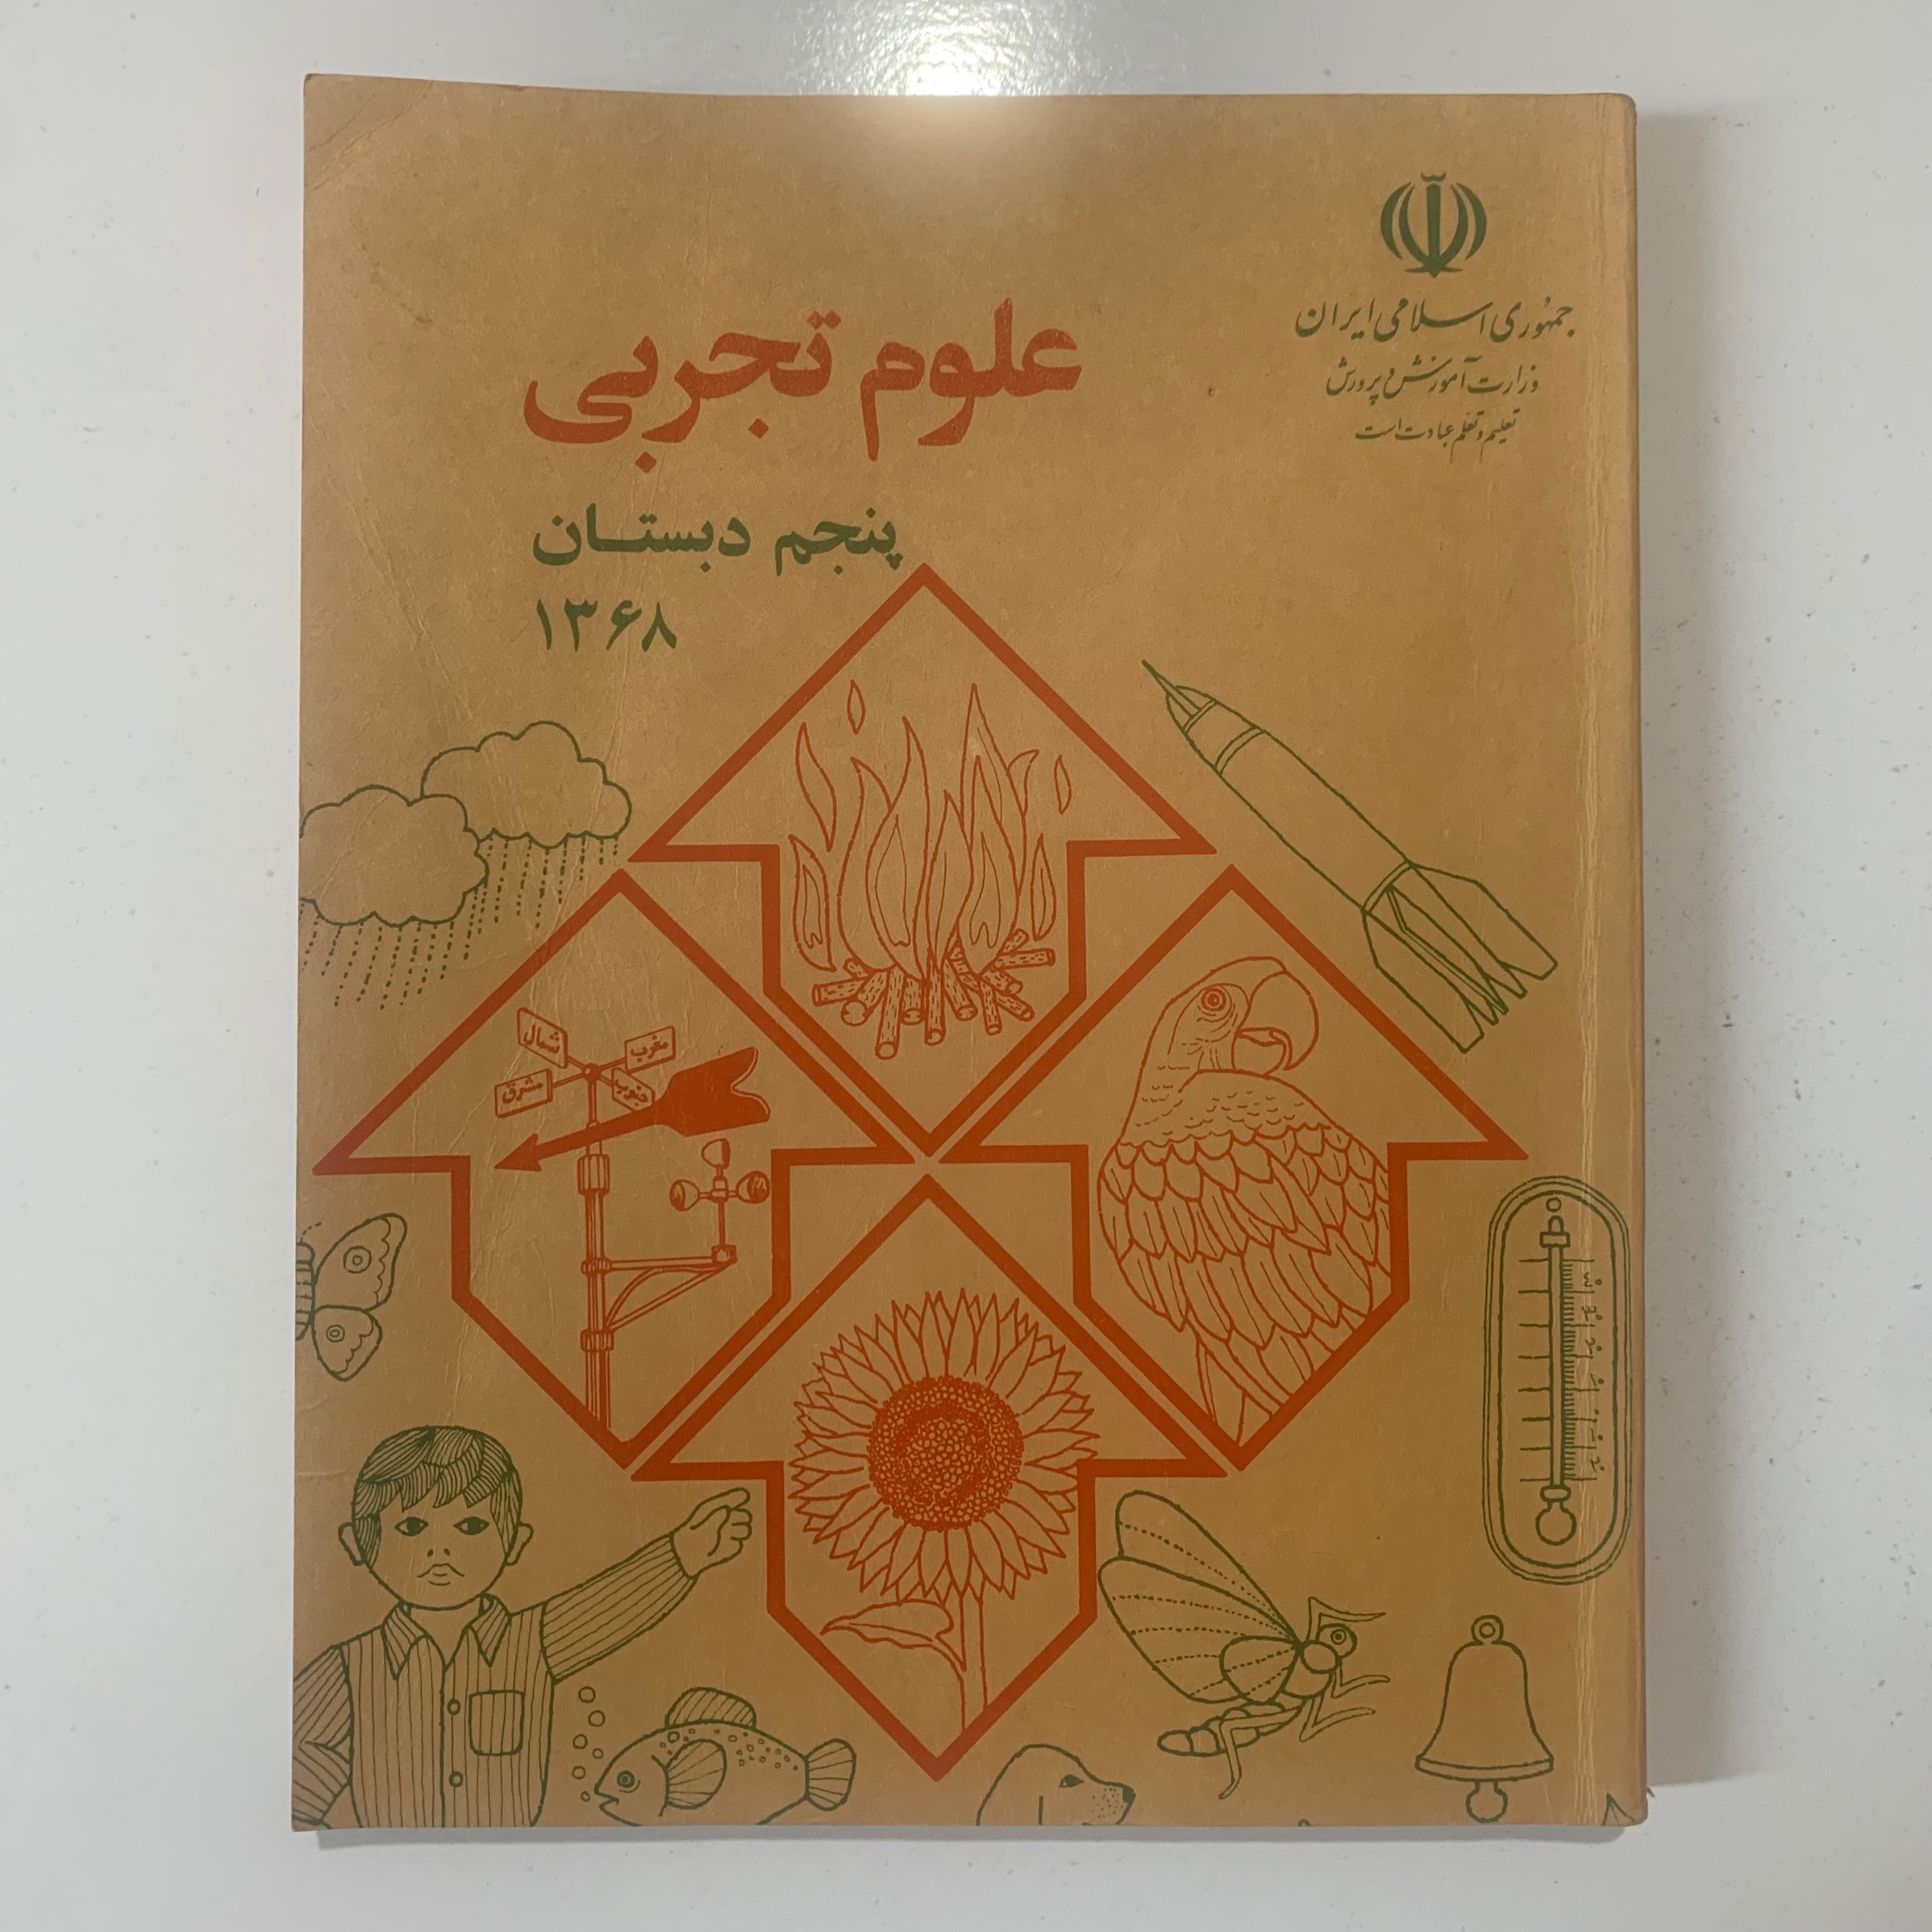 جمهوری اسلامی ایران
وزارت آموزش و پرورش
تعلیم و تعلم عبادت است
علوم تجربی
پنجم دبستان
۱۳۶۸
شمال
مغرب
مشرق
جنوب